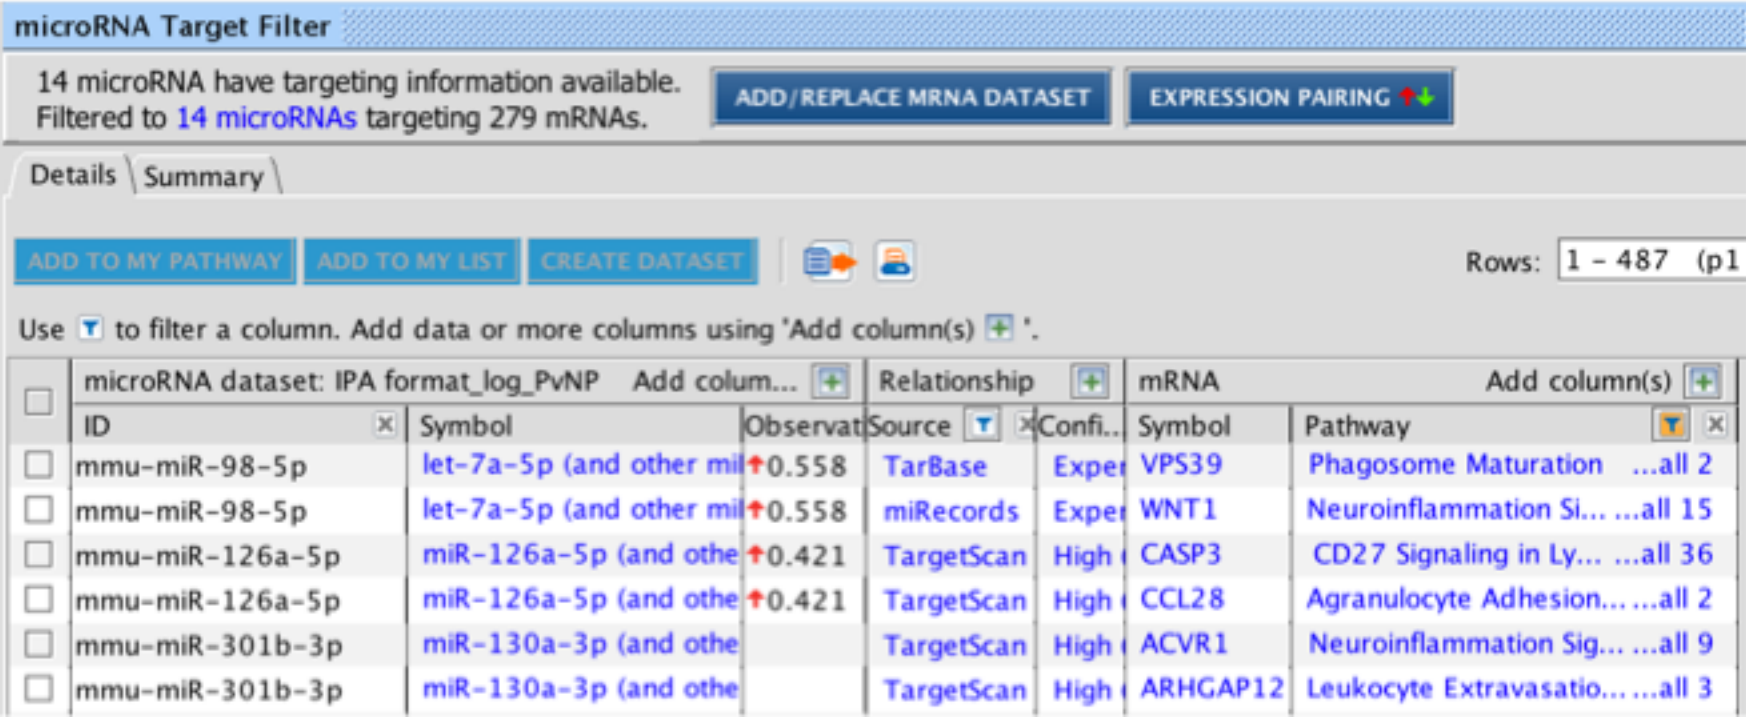 microRNA Target Filter
14 microRNA have targeting information available.
Filtered to 14 microRNAs targeting 279 mRNAs.
ADD/REPLACE MRNA DATASET
EXPRESSION PAIRING
Details Summary
ADD TO MY PATHWAY ADD TO MY LIST CREATE DATASET
Rows: 1 - 487 (p1
Use to filter a column. Add data or more columns using 'Add column(s) '.
microRNA dataset: IPA format_log_PvNP Add colum... Relationship mRNA Add column(s)
ID Symbol Observat Source Confi... Symbol Pathway
mmu-miR-98-5p let-7a-5p (and other mi 0.558 TarBase Exper VPS39 Phagosome Maturation ...all 2
mmu-miR-98-5p let-7a-5p (and other mi 0.558 miRecords Exper WNT1 Neuroinflammation Si... ...all 15
mmu-miR-126a-5p miR-126a-5p (and othe 0.421 TargetScan High CASP3 CD27 Signaling in Ly... ...all 36
mmu-miR-126a-5p miR-126a-5p (and othe 0.421 TargetScan High CCL28 Agranulocyte Adhesion... ...all 2
mmu-miR-301b-3p miR-130a-3p (and othe TargetScan High ACVR1 Neuroinflammation Sig... ...all 9
mmu-miR-301b-3p miR-130a-3p (and othe TargetScan High ARHGAP12 Leukocyte Extravasatio... ...all 3